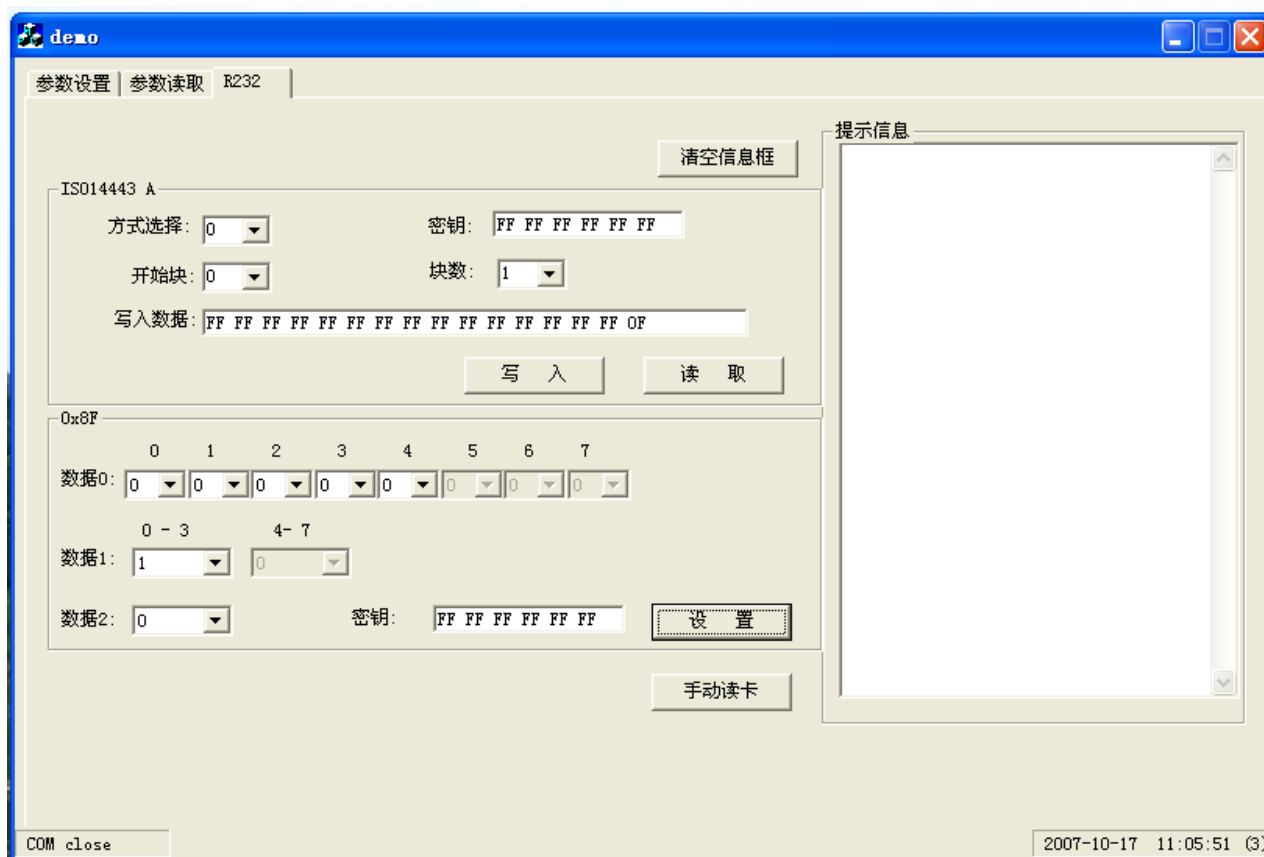 demo
参数设置 参数读取 R232
清空信息框
提示信息
ISO14443 A
方式选择: 0 密钥: FF FF FF FF FF FF
开始块: 0 块数: 1
写入数据: FF FF FF FF FF FF FF FF FF FF FF FF FF FF FF 0F
写 入 读 取
0x8F
0 1 2 3 4 5 6 7
数据0: 0 0 0 0 0 0 0 0
0 - 3 4- 7
数据1: 1 0
数据2: 0 密钥: FF FF FF FF FF FF 设 置
手动读卡
COM close 2007-10-17 11:05:51 (3)